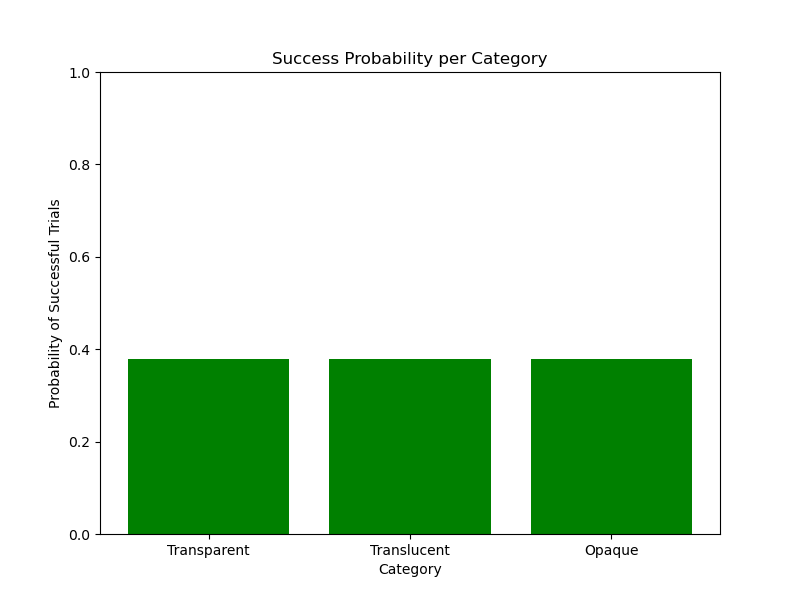 Success Probability per Category
Probability of Successful Trials
1.0
0.8
0.6
0.4
0.2
0.0
Transparent Translucent Opaque
Category